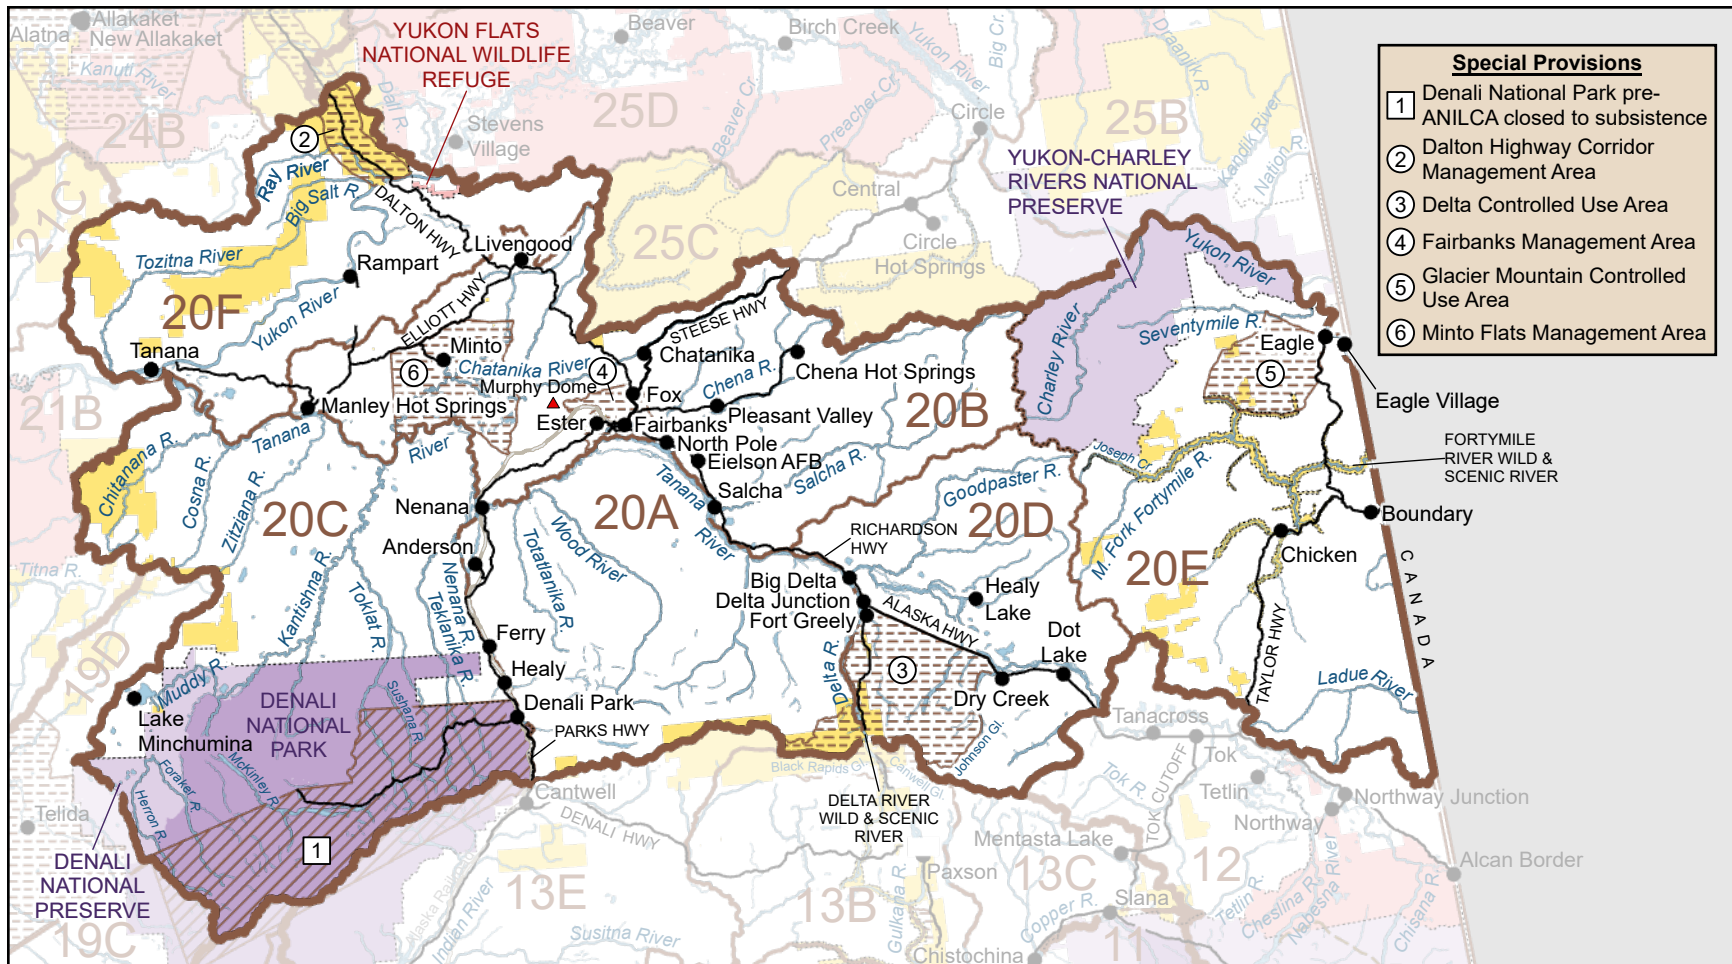 Allakaket
New Allakaket
Alatna
Kanuti River
24B
21C
21B
Titna R.
19D
Telida
19C
YUKON FLATS
NATIONAL WILDLIFE
REFUGE
Dall R.
Stevens
Village
Beaver
Birch Creek
Beaver Cr.
Preacher Cr.
Yukon River
Big Cr.
25D
Circle
Central
Circle
Hot Springs
25C
25B
Draanjik R.
Kandik River
Nation R.
YUKON-CHARLEY
RIVERS NATIONAL
PRESERVE
Special Provisions
1 Denali National Park pre-
ANILCA closed to subsistence
2 Dalton Highway Corridor
Management Area
3 Delta Controlled Use Area
4 Fairbanks Management Area
5 Glacier Mountain Controlled
Use Area
6 Minto Flats Management Area
2
Ray River
Big Salt R.
DALTON HWY
Tozitna River
20F
Rampart
Yukon River
Tanana
Livengood
ELLIOTT HWY
Minto
6
Chatanika River
Murphy Dome
4
Manley Hot Springs
Ester
Fairbanks
Fox
Chatanika
STEESE HWY
Chena R.
Chena Hot Springs
Pleasant Valley
North Pole
Eielson AFB
Salcha
Salcha R.
20B
Tanana
River
Tanana
River
Chitanana R.
Cosna R.
Zitziana R.
20C
Kantishna R.
Toklat R.
Nenana
Anderson
Nenana R.
Teklanika R.
Totatlanika R.
Wood River
20A
Ferry
Healy
Denali Park
PARKS HWY
Muddy R.
Lake
Minchumina
DENALI
NATIONAL
PARK
Sushana R.
McKinley R.
Foraker R.
Herron R.
1
DENALI
NATIONAL
PRESERVE
RICHARDSON
HWY
Goodpaster R.
20D
Big Delta
Delta Junction
Fort Greely
ALASKA HWY
Healy
Lake
Dot
Lake
Dry Creek
3
Delta R.
Johnson Gl.
DELTA RIVER
WILD & SCENIC
RIVER
Black Rapids Gl.
Canwell Gl.
Charley River
Yukon River
Seventymile R.
Eagle
Eagle Village
5
FORTYMILE
RIVER WILD &
SCENIC RIVER
Joseph Cr.
M. Fork Fortymile R.
20E
Boundary
Chicken
TAYLOR HWY
Ladue River
CANADA
Cantwell
DENALI HWY
Alaska Railroad
Indian River
13E
Susitna River
13B
Gulkana R.
Paxson
Chistochina
13C
Mentasta Lake
Slana
Copper R.
11
12
Tanacross
Tok
Tok R.
TOK CUTOFF
Tetlin
Northway
Northway Junction
Alcan Border
Tetlin R.
Cheslina R.
Nabesna River
Chisana R.